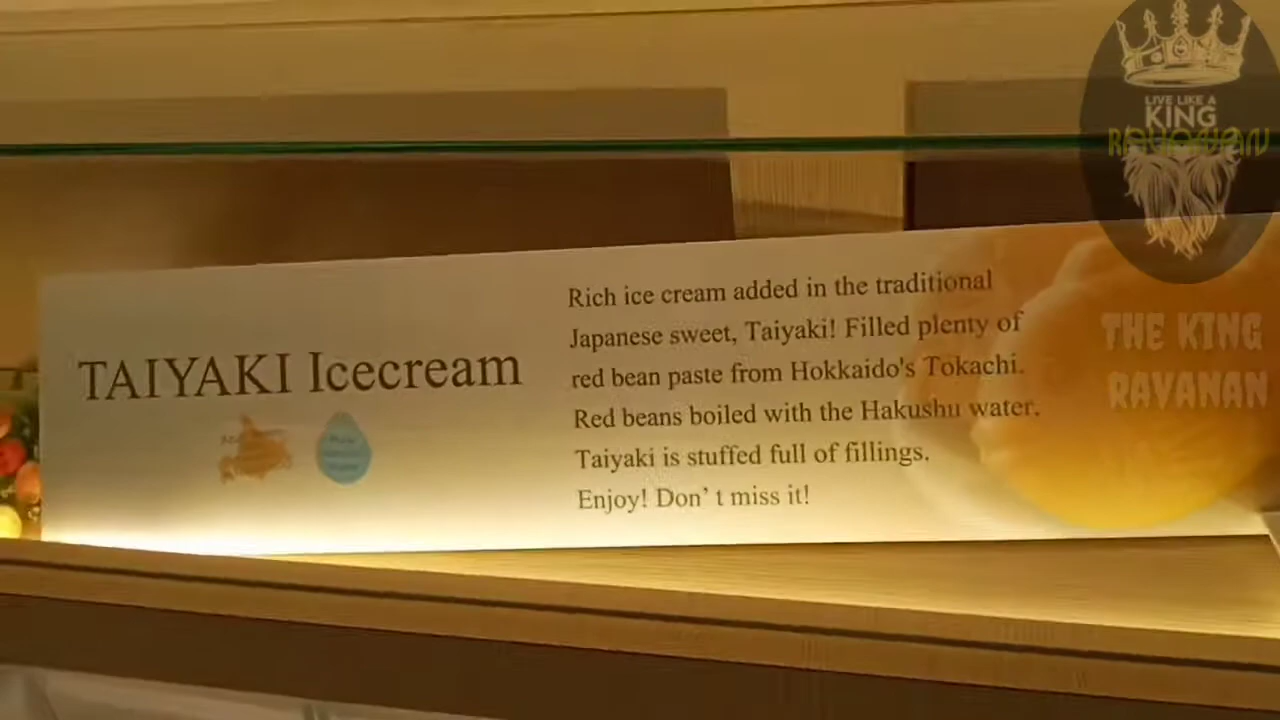 LIVE LIKE A
KING
RAVANAN
TAIYAKI Icecream
Rich ice cream added in the traditional
Japanese sweet, Taiyaki! Filled plenty of
red bean paste from Hokkaido's Tokachi.
Red beans boiled with the Hakushu water.
Taiyaki is stuffed full of fillings.
Enjoy! Don’ t miss it!
THE KING
RAVANAN